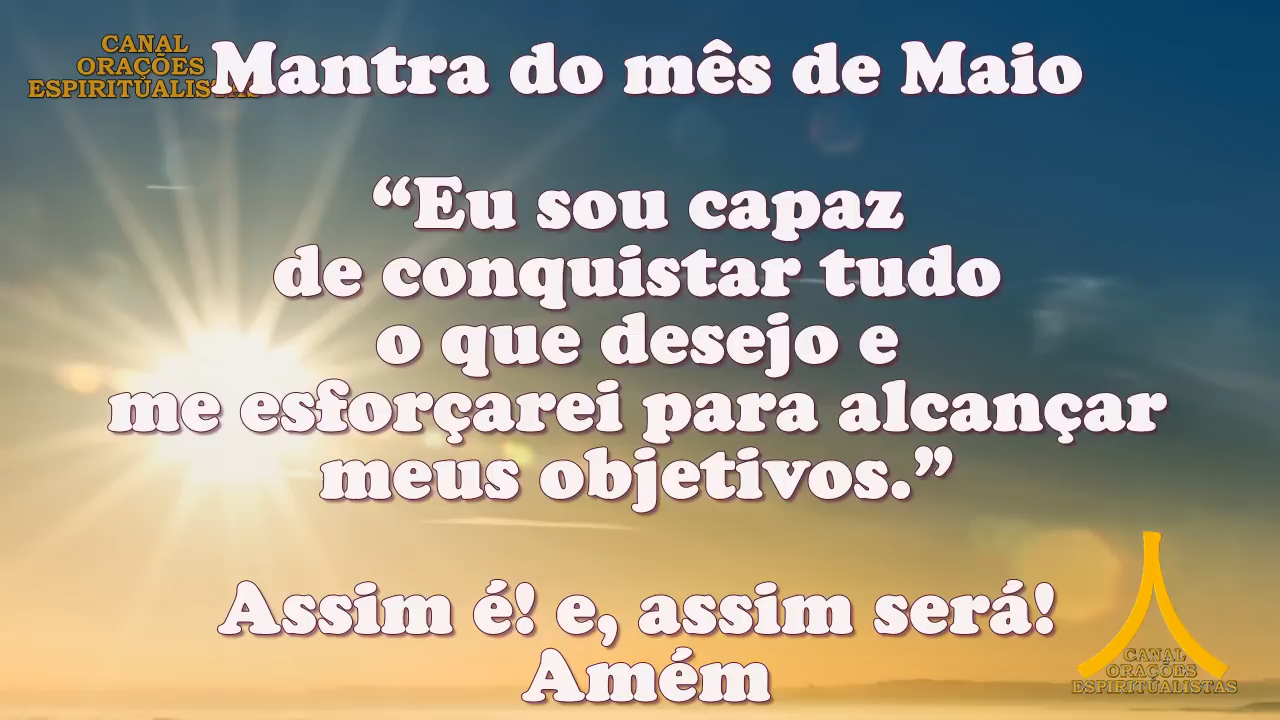 CANAL
ORAÇÕES
ESPIRITUALISTAS
Mantra do mês de Maio
“Eu sou capaz
de conquistar tudo
o que desejo e
me esforçarei para alcançar
meus objetivos.”
Assim é! e, assim será!
Amém
CANAL
ORAÇÕES
ESPIRITUALISTAS